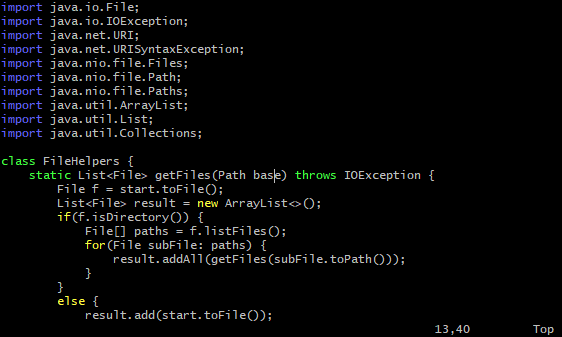 import java.io.File;
import java.io.IOException;
import java.net.URI;
import java.net.URISyntaxException;
import java.nio.file.Files;
import java.nio.file.Path;
import java.nio.file.Paths;
import java.util.ArrayList;
import java.util.List;
import java.util.Collections;

class FileHelpers {
    static List<File> getFiles(Path base) throws IOException {
        File f = start.toFile();
        List<File> result = new ArrayList<>();
        if(f.isDirectory()) {
            File[] paths = f.listFiles();
            for(File subFile: paths) {
                result.addAll(getFiles(subFile.toPath()));
            }
        }
        else {
            result.add(start.toFile());
13,40 Top